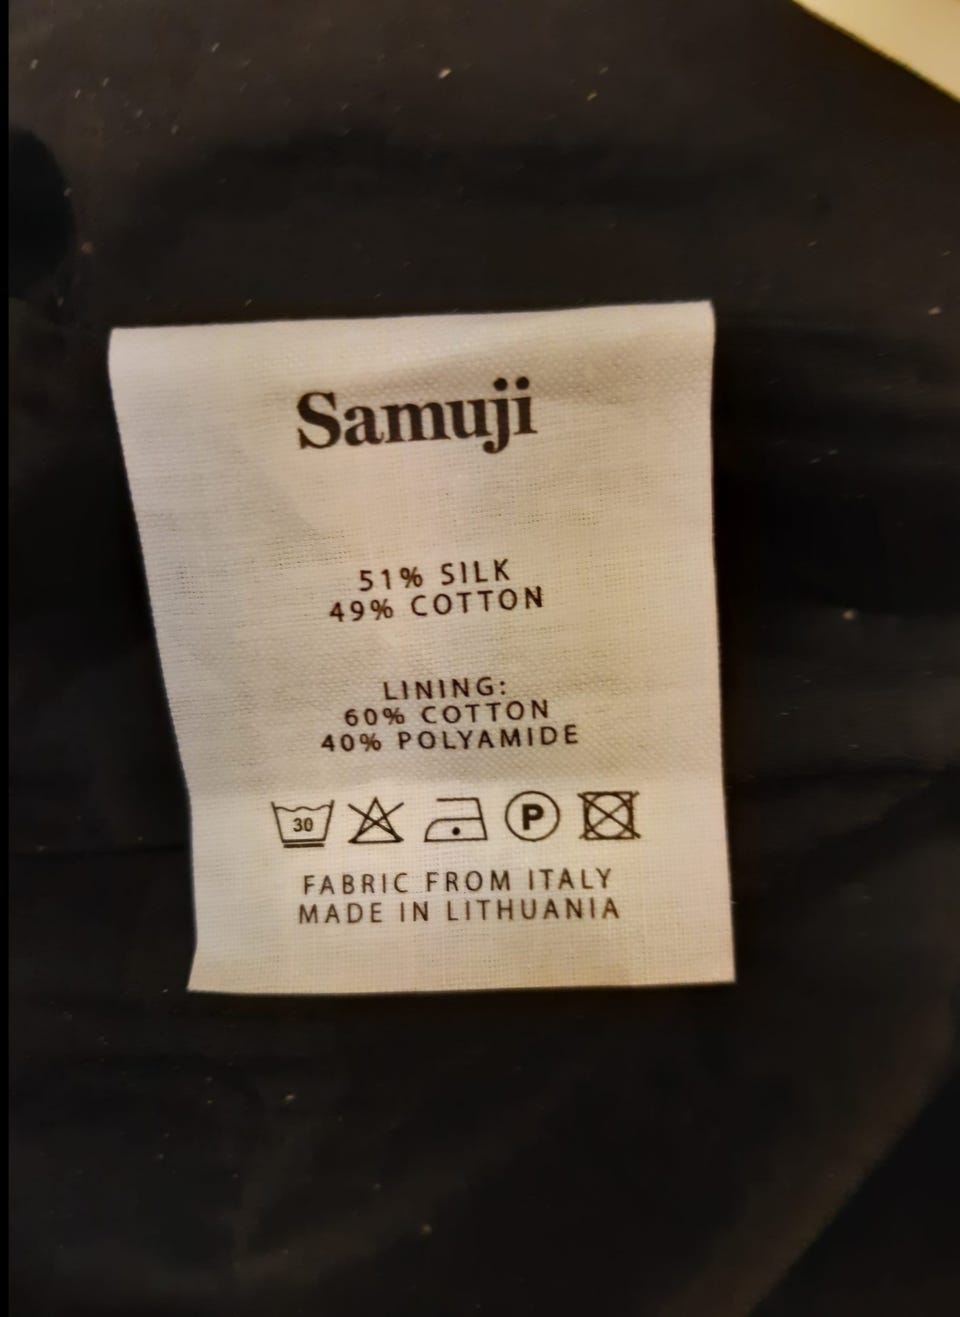 Samuji
51% SILK
49% COTTON
LINING:
60% COTTON
40% POLYAMIDE
30 P
FABRIC FROM ITALY
MADE IN LITHUANIA